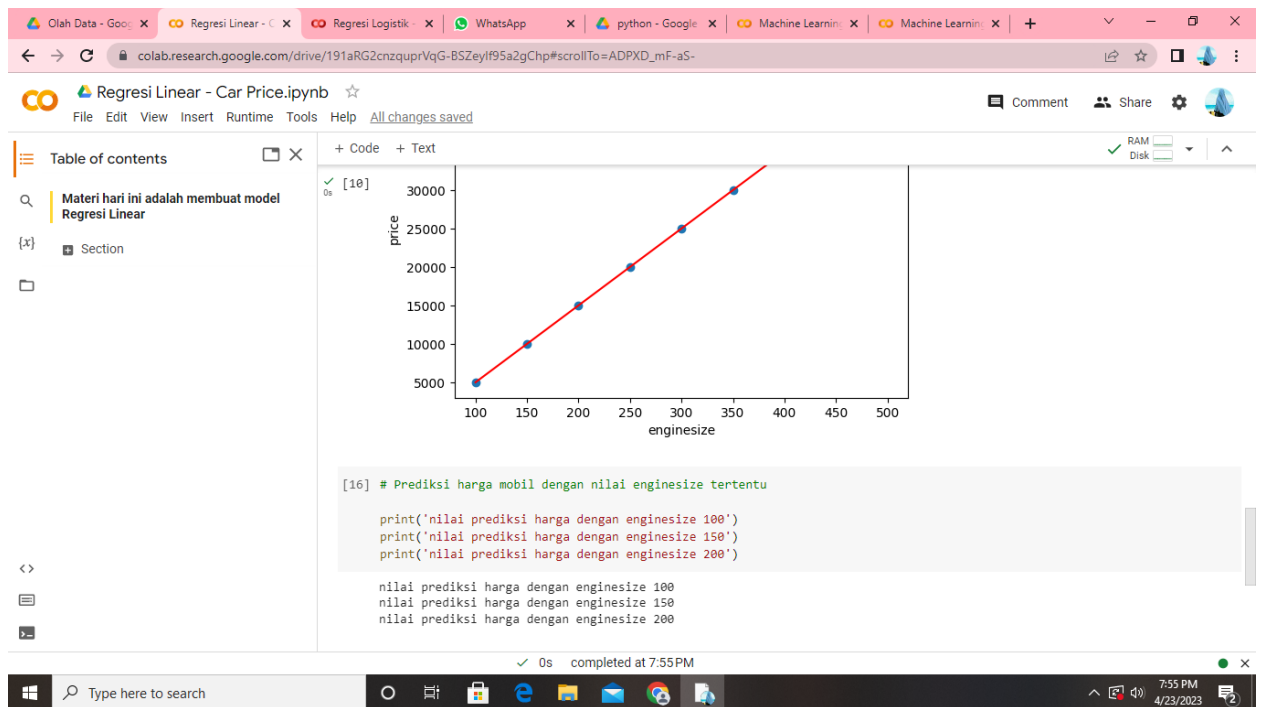 Olah Data - Goog
Regresi Linear - C
Regresi Logistik -
WhatsApp
python - Google
Machine Learning
Machine Learning
colab.research.google.com/drive/191aRG2cnzquprVqG-BSZeylf95a2gChp#scrollTo=ADPXD_mF-aS-
CO
Regresi Linear - Car Price.ipynb
File Edit View Insert Runtime Tools Help All changes saved
Comment
Share
Table of contents
+ Code + Text
RAM
Disk
Materi hari ini adalah membuat model
Regresi Linear
{x}
Section
[10]
0s
price
30000
25000
20000
15000
10000
5000
100 150 200 250 300 350 400 450 500
enginesize
[16] # Prediksi harga mobil dengan nilai enginesize tertentu
print('nilai prediksi harga dengan enginesize 100')
print('nilai prediksi harga dengan enginesize 150')
print('nilai prediksi harga dengan enginesize 200')
nilai prediksi harga dengan enginesize 100
nilai prediksi harga dengan enginesize 150
nilai prediksi harga dengan enginesize 200
0s completed at 7:55 PM
Type here to search
7:55 PM
4/23/2023
2